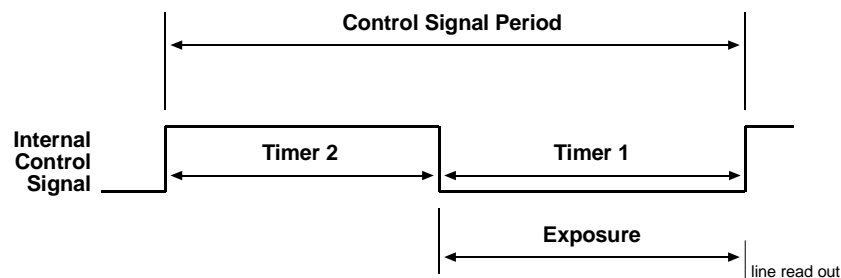 Control Signal Period
Internal
Control
Signal
Timer 2
Timer 1
Exposure
line read out